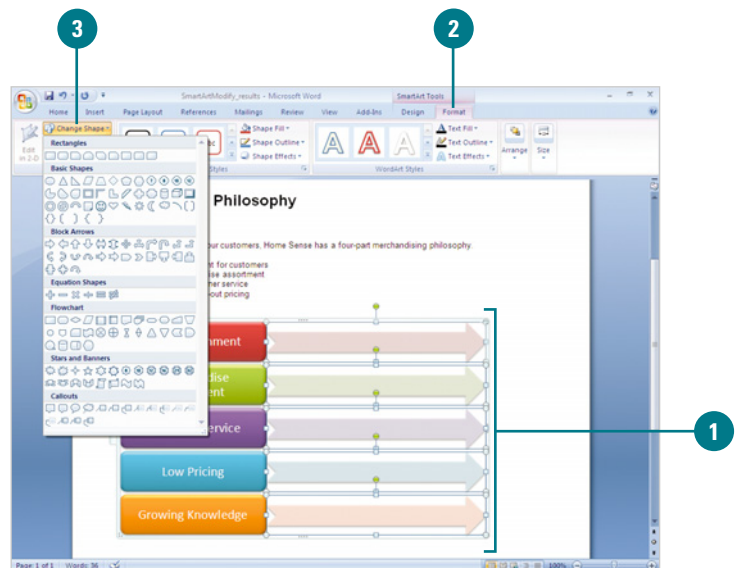 3
2
SmartArtModify_results - Microsoft Word
SmartArt Tools
Home Insert Page Layout References Mailings Review View Add-Ins Design Format
Edit in 2-D
Change Shape
Shape Fill
Shape Outline
Shape Effects
Styles
Text Fill
Text Outline
Text Effects
WordArt Styles
Arrange
Size
Rectangles
Basic Shapes
Block Arrows
Equation Shapes
Flowchart
Stars and Banners
Callouts
Philosophy
our customers, Home Sense has a four-part merchandising philosophy.
nt for customers
ise assortment
ner service
out pricing
nment
dise
ent
ervice
Low Pricing
Growing Knowledge
1
Page: 1 of 1 Words: 36
100%